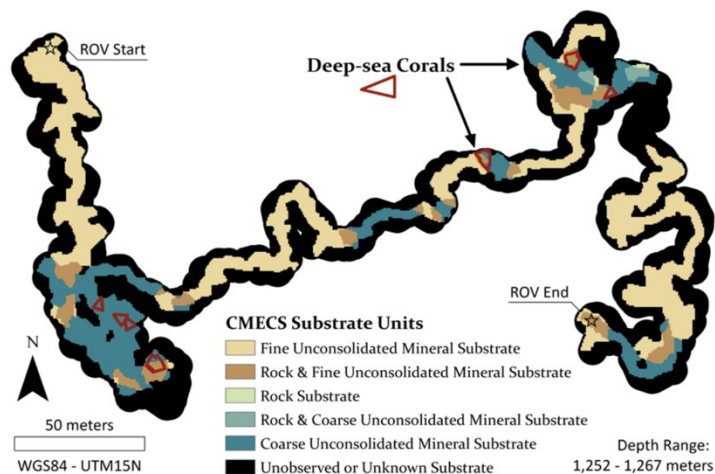 ROV Start
Deep-sea Corals
ROV End
N
CMECS Substrate Units
Fine Unconsolidated Mineral Substrate
Rock & Fine Unconsolidated Mineral Substrate
Rock Substrate
Rock & Coarse Unconsolidated Mineral Substrate
Coarse Unconsolidated Mineral Substrate
Unobserved or Unknown Substrate
50 meters
WGS84 - UTM15N
Depth Range:
1,252 - 1,267 meters